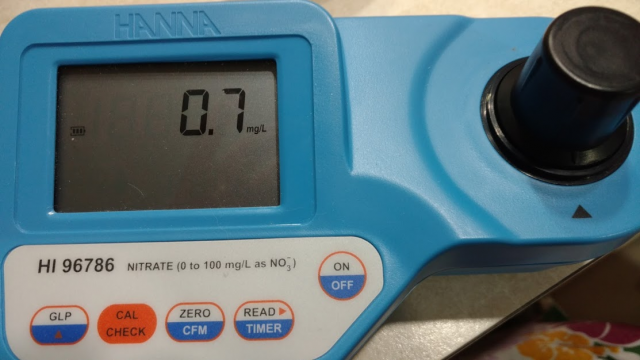 HANNA
0.7 mg/L
HI 96786 NITRATE (0 to 100 mg/L as NO₃⁻)
ON
OFF
GLP
CAL
CHECK
ZERO
CFM
READ
TIMER